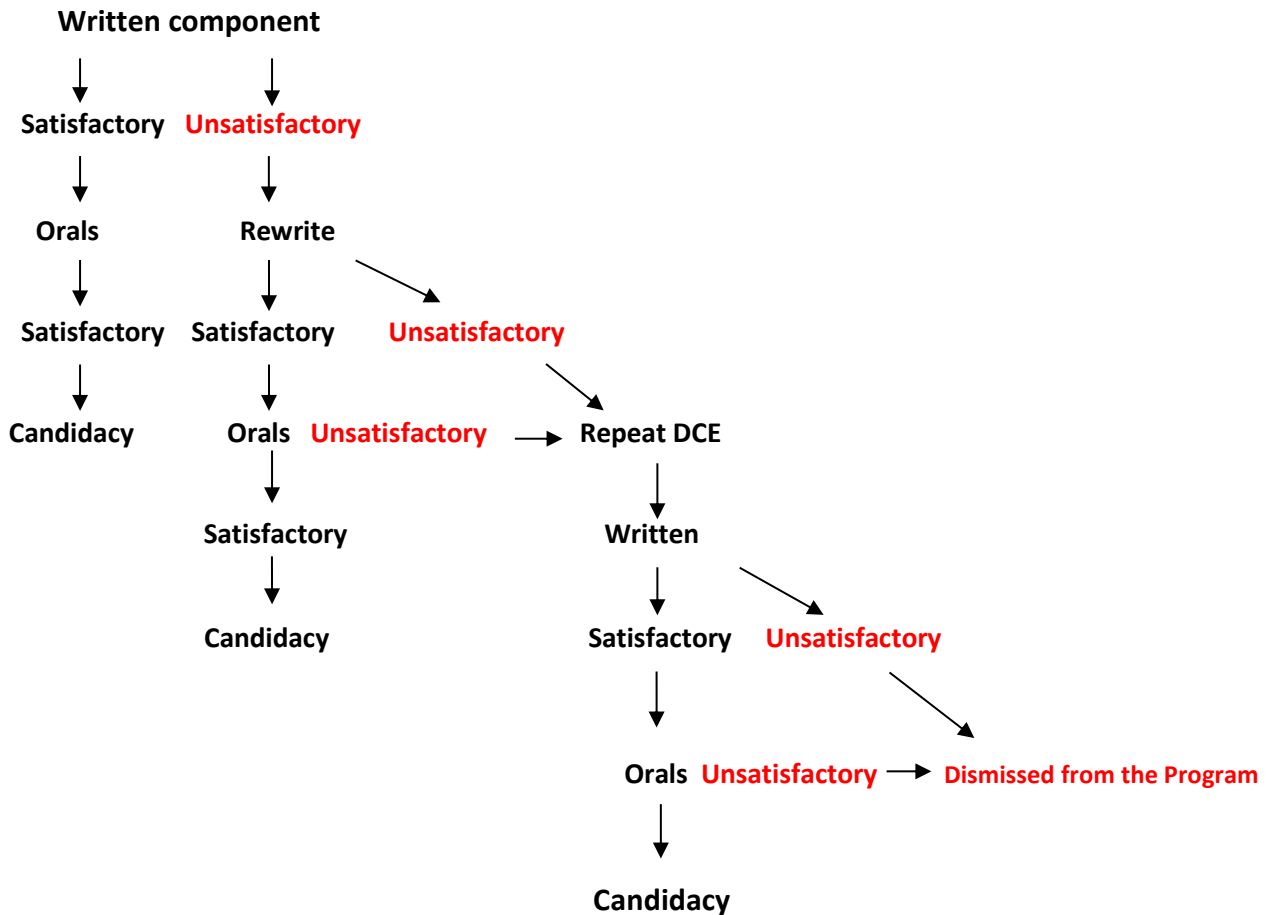 Written component
Satisfactory Unsatisfactory
Orals Rewrite
Satisfactory Satisfactory Unsatisfactory
Candidacy Orals Unsatisfactory Repeat DCE
Satisfactory Written
Candidacy Satisfactory Unsatisfactory
Orals Unsatisfactory Dismissed from the Program
Candidacy